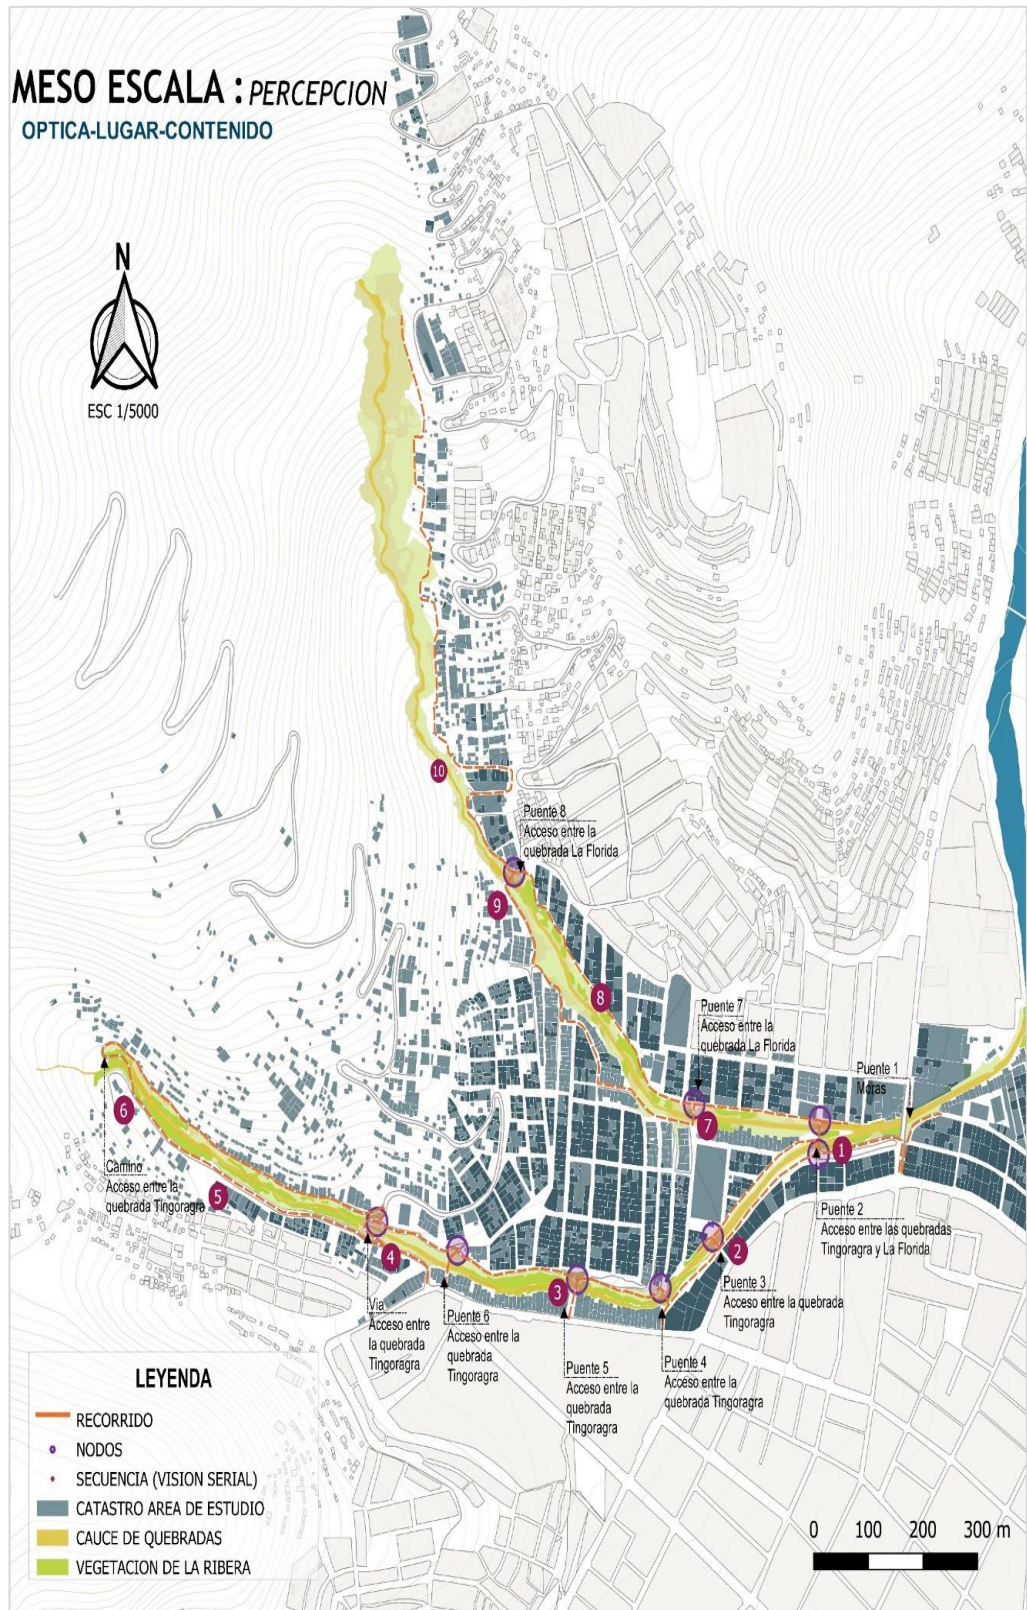 MESO ESCALA : PERCEPCION
OPTICA-LUGAR-CONTENIDO
N
ESC 1/5000
10
Puente 8
Acceso entre la
quebrada La Florida
9
8
Puente 7
Acceso entre la
quebrada La Florida
7
Puente 1
Moras
1
Puente 2
Acceso entre las quebradas
Tingoragra y La Florida
6
Camino
Acceso entre la
quebrada Tingoragra
5
4
Via
Acceso entre
la quebrada
Tingoragra
Puente 6
Acceso entre la
quebrada
Tingoragra
3
Puente 5
Acceso entre la
quebrada
Tingoragra
Puente 4
Acceso entre la
quebrada Tingoragra
2
Puente 3
Acceso entre la quebrada
Tingoragra
LEYENDA
RECORRIDO
NODOS
SECUENCIA (VISION SERIAL)
CATASTRO AREA DE ESTUDIO
CAUCE DE QUEBRADAS
VEGETACION DE LA RIBERA
0 100 200 300 m